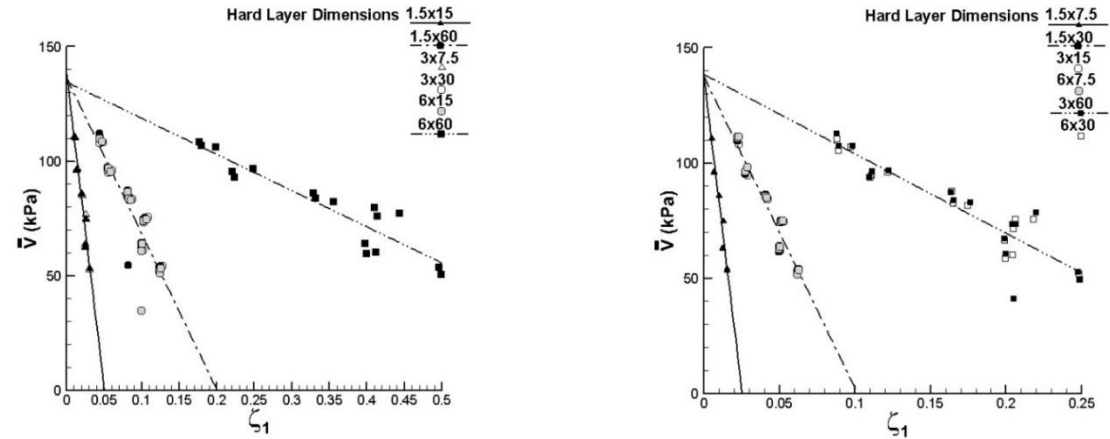 Hard Layer Dimensions 1.5x15
1.5x60
3x7.5
3x30
6x15
6x60
150
100
50
0
V̄ (kPa)
0 0.05 0.1 0.15 0.2 0.25 0.3 0.35 0.4 0.45 0.5
ζ1
Hard Layer Dimensions 1.5x7.5
1.5x30
3x15
6x7.5
3x60
6x30
150
100
50
0
V̄ (kPa)
0 0.05 0.1 0.15 0.2 0.25
ζ1